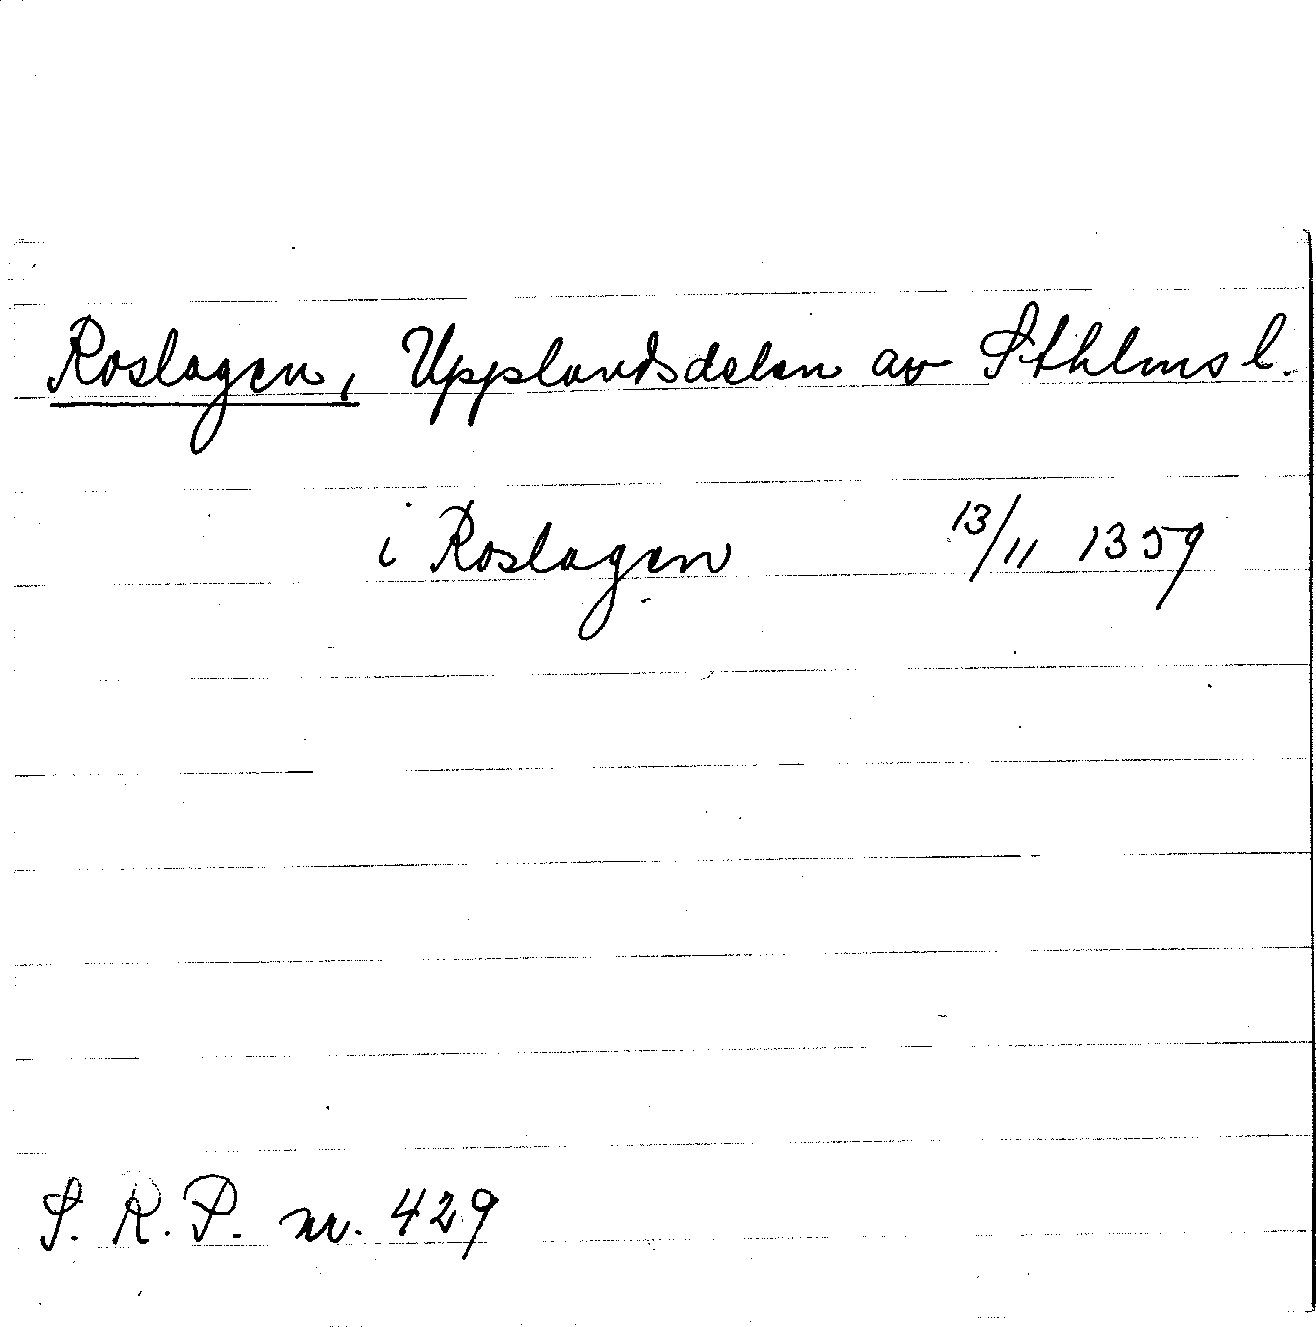 Roslagen, Upplandsdelen av Sthlms l.
i Roslagen 13/11 1359
S. R. P. nr. 429